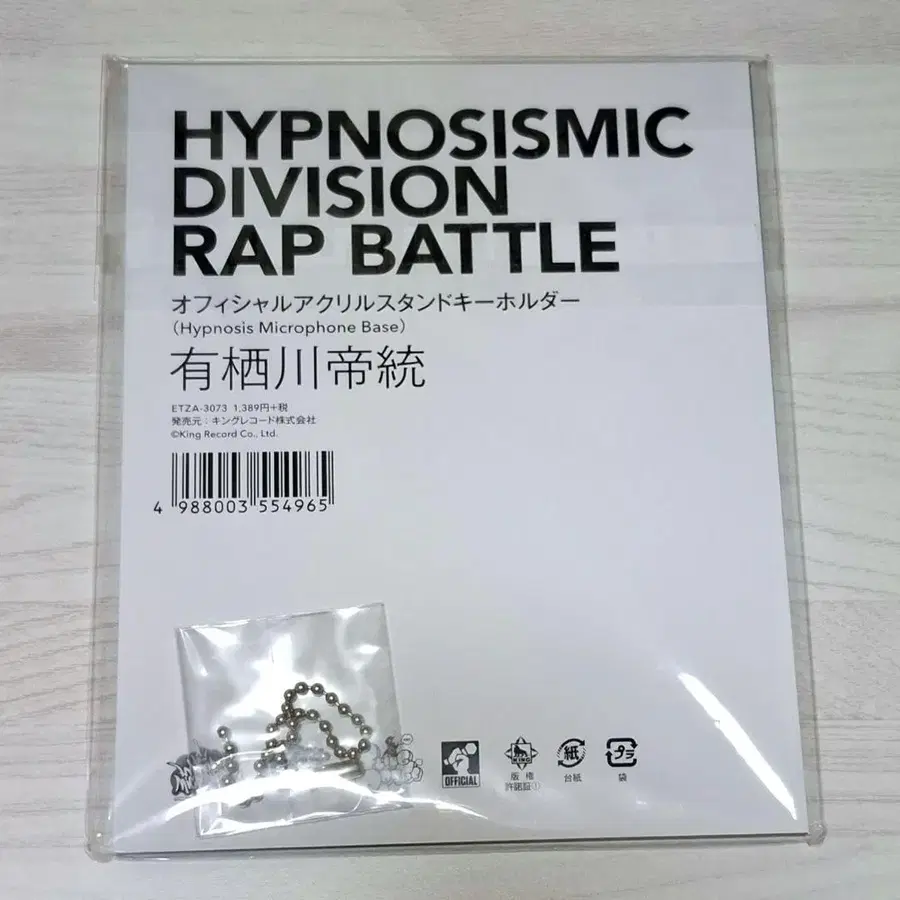 HYPNOSISMIC
DIVISION
RAP BATTLE
オフィシャルアクリルスタンドキーホルダー
（Hypnosis Microphone Base）
有栖川帝統
ETZA-3073 1,389円+税
発売元：キングレコード株式会社
©King Record Co., Ltd.
4 988003 554965
OFFICIAL
KING
版権
許諾証①
紙
台紙
プラ
袋